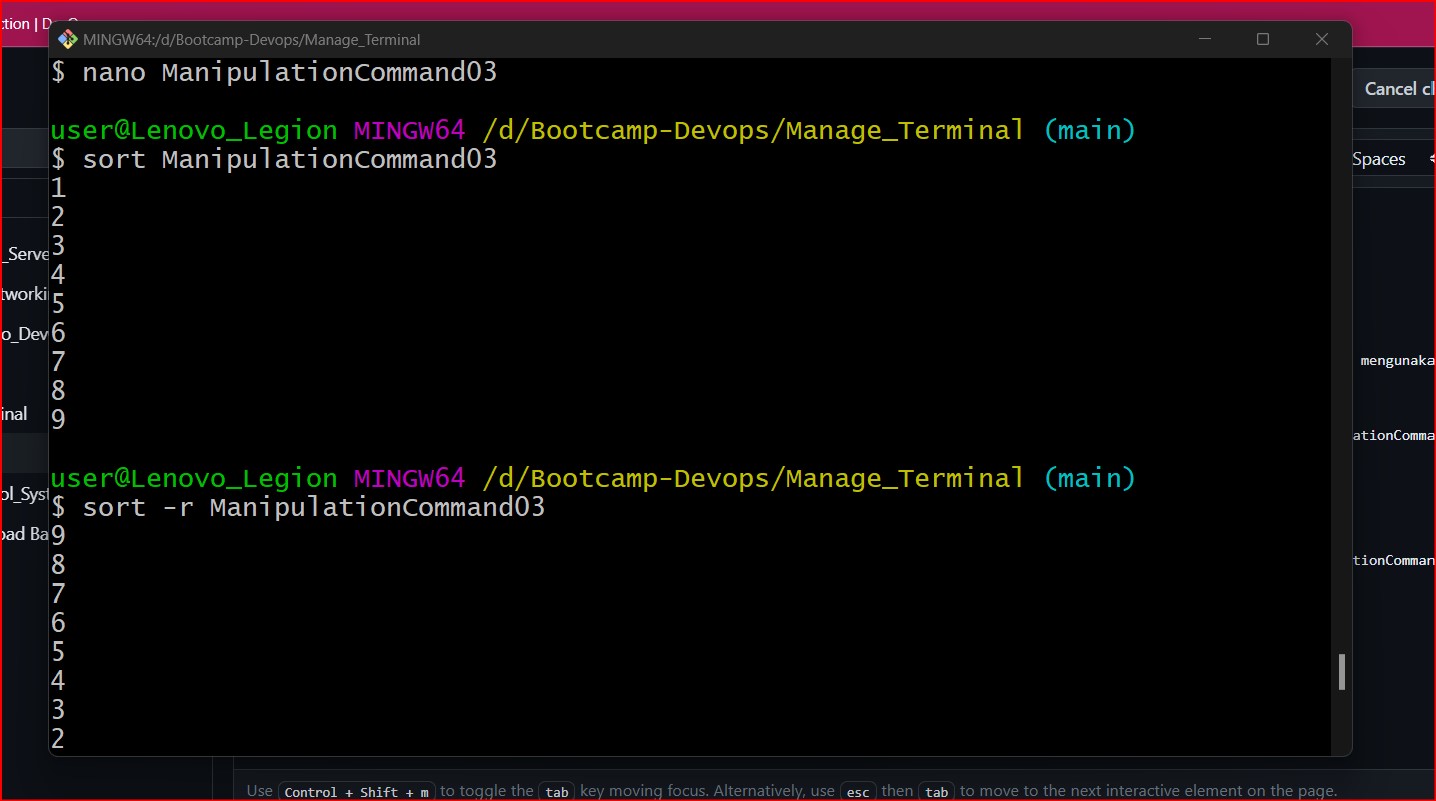 MINGW64:/d/Bootcamp-Devops/Manage_Terminal
$ nano ManipulationCommand03
user@Lenovo_Legion MINGW64 /d/Bootcamp-Devops/Manage_Terminal (main)
$ sort ManipulationCommand03
1
2
3
4
5
6
7
8
9
user@Lenovo_Legion MINGW64 /d/Bootcamp-Devops/Manage_Terminal (main)
$ sort -r ManipulationCommand03
9
8
7
6
5
4
3
2
ction |
_Serve
tworki
o_Dev
inal
ol_Syst
oad Ba
Cancel c
Spaces
mengunaka
ationComma
tionComman
Use Control + Shift + m to toggle the tab key moving focus. Alternatively, use esc then tab to move to the next interactive element on the page.